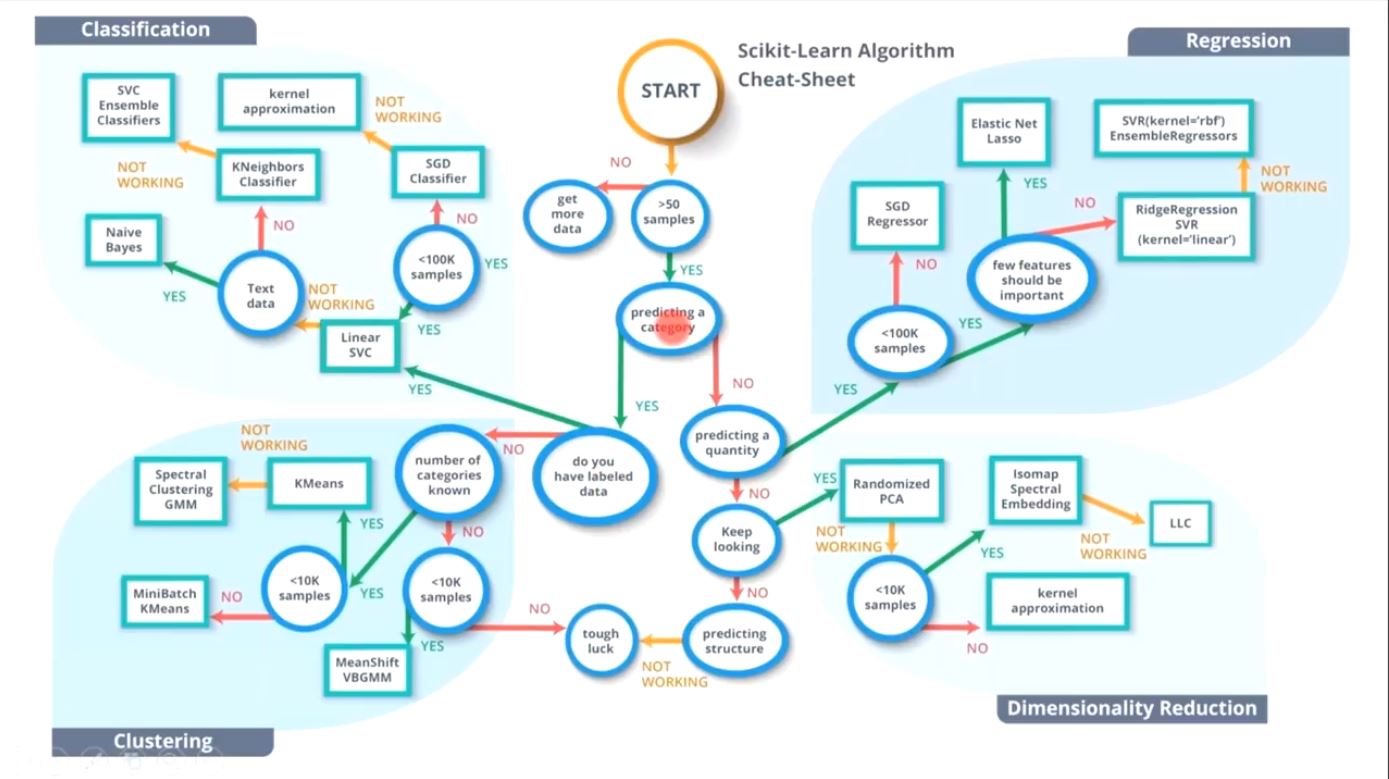 Classification
Regression
Scikit-Learn Algorithm
Cheat-Sheet
START
NO
get
more
data
>50
samples
YES
predicting a
category
YES
NO
do you
have labeled
data
YES
NO
predicting a
quantity
YES
NO
Keep
looking
YES
NO
predicting
structure
NOT
WORKING
tough
luck
SVC
Ensemble
Classifiers
kernel
approximation
NOT
WORKING
NOT
WORKING
KNeighbors
Classifier
SGD
Classifier
NO
NO
Naive
Bayes
YES
Text
data
NOT
WORKING
<100K
samples
YES
YES
Linear
SVC
Elastic Net
Lasso
SVR(kernel='rbf')
EnsembleRegressors
YES
NOT
WORKING
SGD
Regressor
NO
NO
RidgeRegression
SVR
(kernel='linear')
few features
should be
important
YES
<100K
samples
NOT
WORKING
Spectral
Clustering
GMM
KMeans
number of
categories
known
YES
NO
<10K
samples
YES
<10K
samples
MiniBatch
KMeans
NO
NO
YES
MeanShift
VBGMM
Randomized
PCA
Isomap
Spectral
Embedding
LLC
NOT
WORKING
NOT
WORKING
YES
<10K
samples
kernel
approximation
NO
Dimensionality Reduction
Clustering